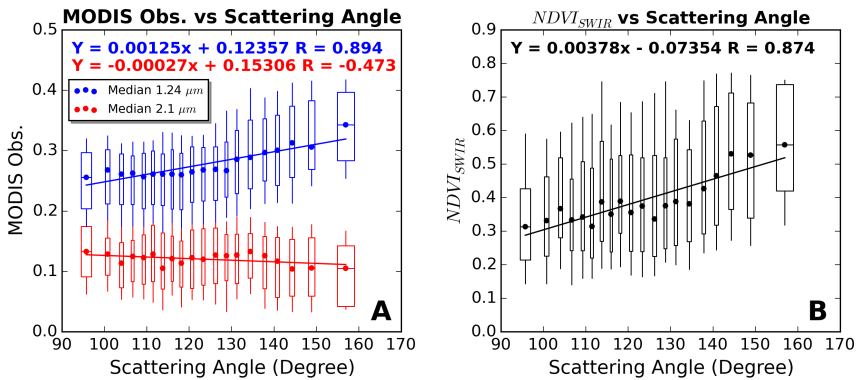 MODIS Obs. vs Scattering Angle
Y = 0.00125x + 0.12357 R = 0.894
Y = -0.00027x + 0.15306 R = -0.473
Median 1.24 μm
Median 2.1 μm
MODIS Obs.
0.5
0.4
0.3
0.2
0.1
0.0
A
90 100 110 120 130 140 150 160 170
Scattering Angle (Degree)
NDVI_SWIR vs Scattering Angle
Y = 0.00378x - 0.07354 R = 0.874
NDVI_SWIR
0.9
0.8
0.7
0.6
0.5
0.4
0.3
0.2
0.1
0.0
B
90 100 110 120 130 140 150 160 170
Scattering Angle (Degree)